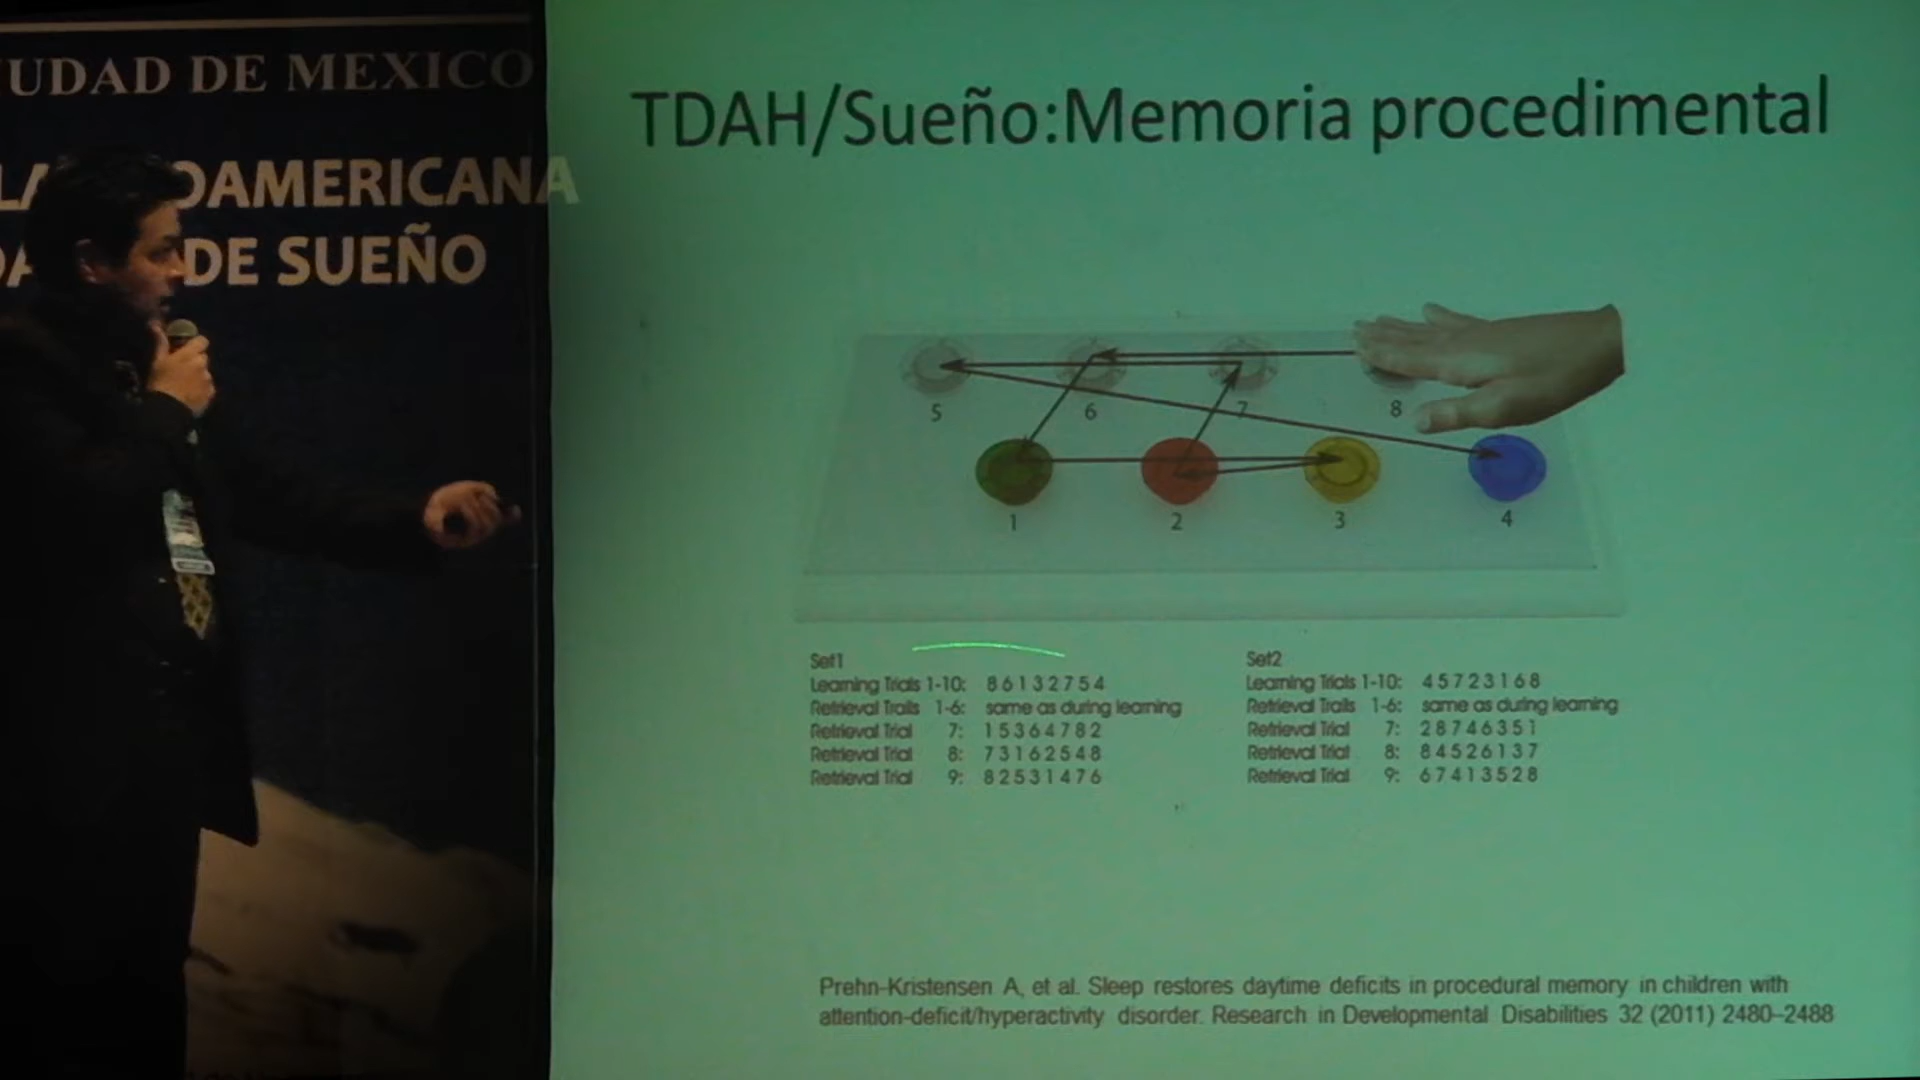 UDAD DE MEXICO
OAMERICANA
DE SUEÑO
TDAH/Sueño:Memoria procedimental
5 6 7 8
1 2 3 4
Set1
Learning Trials 1-10: 8 6 1 3 2 7 5 4
Retrieval Trails 1-6: same as during learning
Retrieval Trial 7: 1 5 3 6 4 7 8 2
Retrieval Trial 8: 7 3 1 6 2 5 4 8
Retrieval Trial 9: 8 2 5 3 1 4 7 6
Set2
Learning Trials 1-10: 4 5 7 2 3 1 6 8
Retrieval Trails 1-6: same as during learning
Retrieval Trial 7: 2 8 7 4 6 3 5 1
Retrieval Trial 8: 8 4 5 2 6 1 3 7
Retrieval Trial 9: 6 7 4 1 3 5 2 8
Prehn-Kristensen A, et al. Sleep restores daytime deficits in procedural memory in children with
attention-deficit/hyperactivity disorder. Research in Developmental Disabilities 32 (2011) 2480–2488